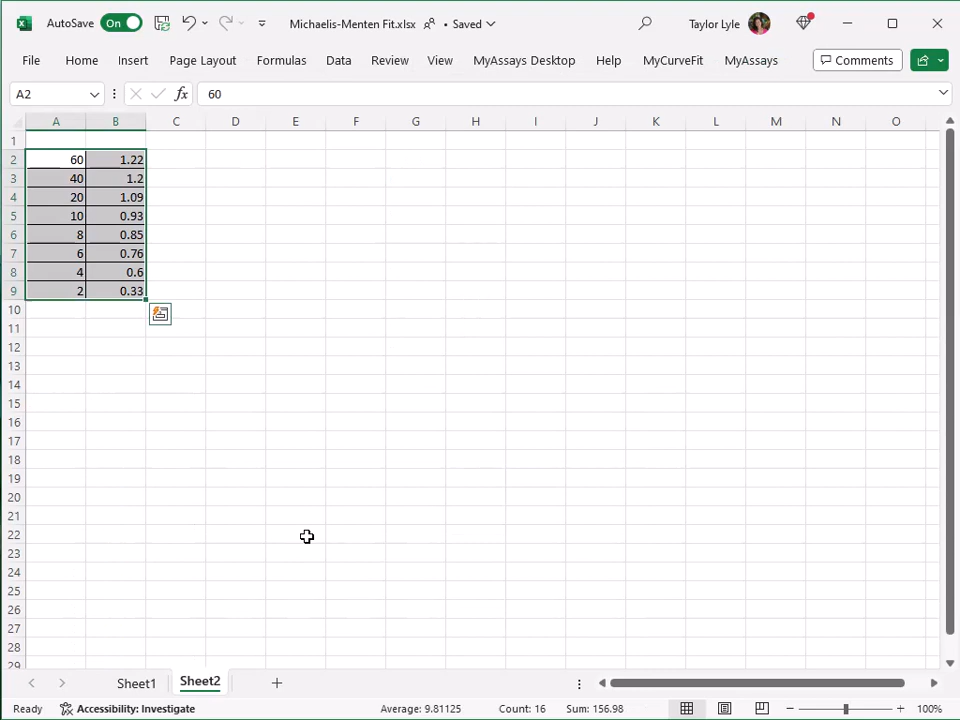 AutoSave On Michaelis-Menten Fit.xlsx Saved Taylor Lyle
File Home Insert Page Layout Formulas Data Review View MyAssays Desktop Help MyCurveFit MyAssays Comments
A2 fx 60
A B C D E F G H I J K L M N O
1
2 60 1.22
3 40 1.2
4 20 1.09
5 10 0.93
6 8 0.85
7 6 0.76
8 4 0.6
9 2 0.33
10
11
12
13
14
15
16
17
18
19
20
21
22
23
24
25
26
27
28
29
Sheet1 Sheet2
Ready Accessibility: Investigate Average: 9.81125 Count: 16 Sum: 156.98 100%